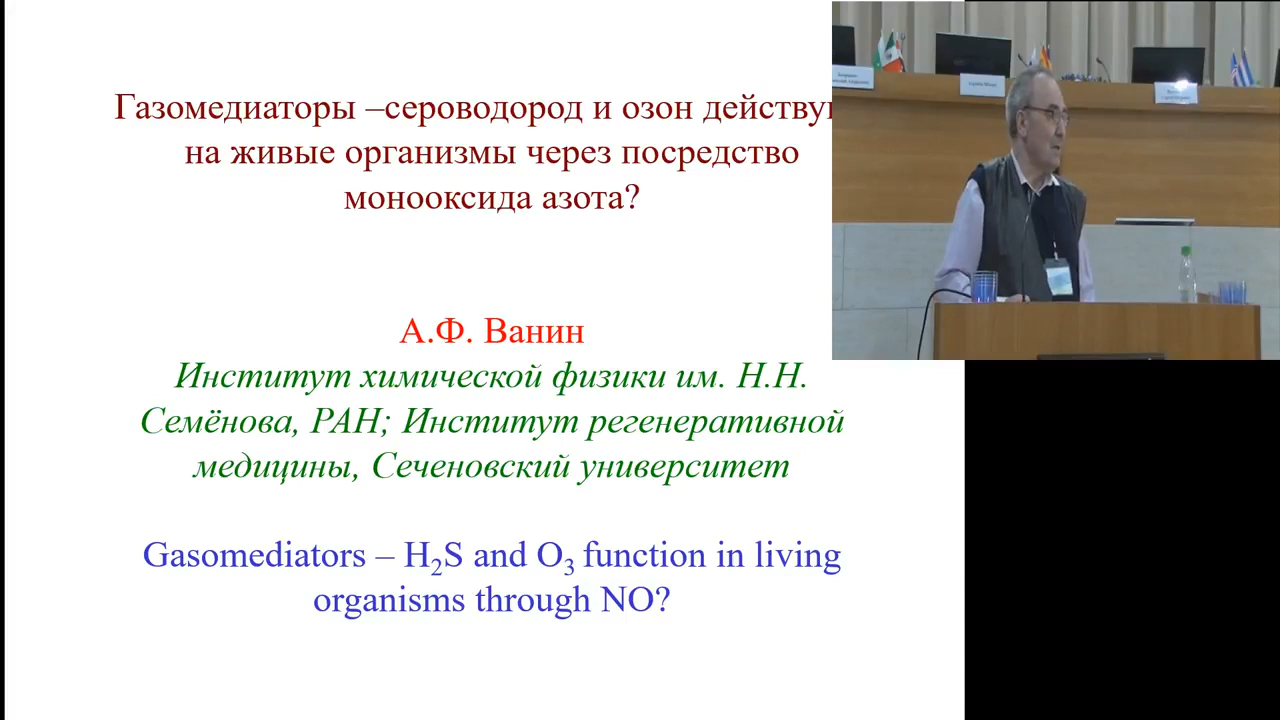 Газомедиаторы –сероводород и озон действу
на живые организмы через посредство
монооксида азота?
А.Ф. Ванин
Институт химической физики им. Н.Н.
Семёнова, РАН; Институт регенеративной
медицины, Сеченовский университет
Gasomediators – H₂S and O₃ function in living
organisms through NO?